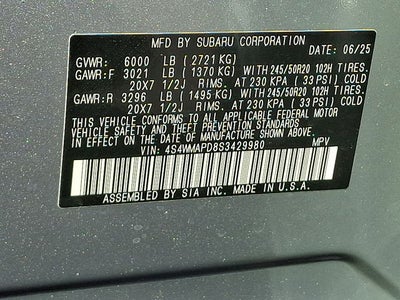 MFD BY SUBARU CORPORATION
DATE: 06/25
GVWR: 6000 LB (2721 KG)
GAWR:F 3021 LB (1370 KG) WITH 245/50R20 102H TIRES,
20X7 1/2J RIMS, AT 230 KPA ( 33 PSI) COLD
GAWR:R 3296 LB (1495 KG) WITH 245/50R20 102H TIRES,
20X7 1/2J RIMS, AT 230 KPA ( 33 PSI) COLD
THIS VEHICLE CONFORMS TO ALL APPLICABLE FEDERAL MOTOR
VEHICLE SAFETY, BUMPER, AND THEFT PREVENTION STANDARDS
IN EFFECT ON THE DATE OF MANUFACTURE SHOWN ABOVE.
VIN: 4S4WMAPD8S3429980 MPV
ASSEMBLED BY SIA INC. MADE IN U.S.A.